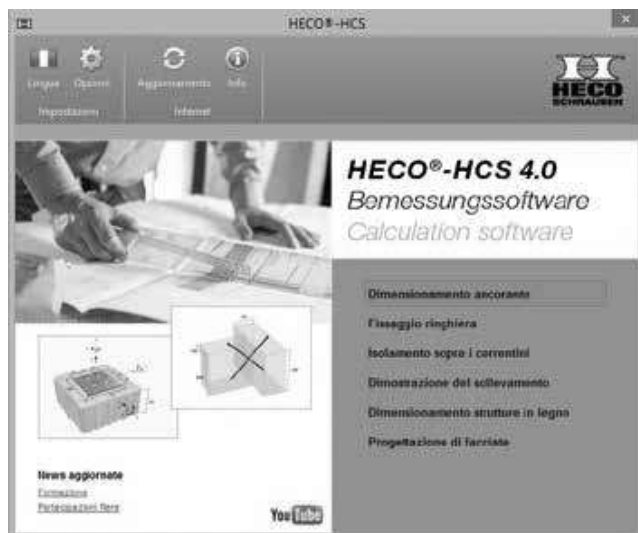 HECO®-HCS
Lingua Opzioni Aggiornamento Info
Impostazioni Internet
HECO
SCHRAUBEN
HECO®-HCS 4.0
Bemessungssoftware
Calculation software
Dimensionamento ancorante
Fissaggio ringhiera
Isolamento sopra i correntini
Dimostrazione del sollevamento
Dimensionamento strutture in legno
Progettazione di facciate
News aggiornate
Formazione
Partecipazioni fiere
YouTube